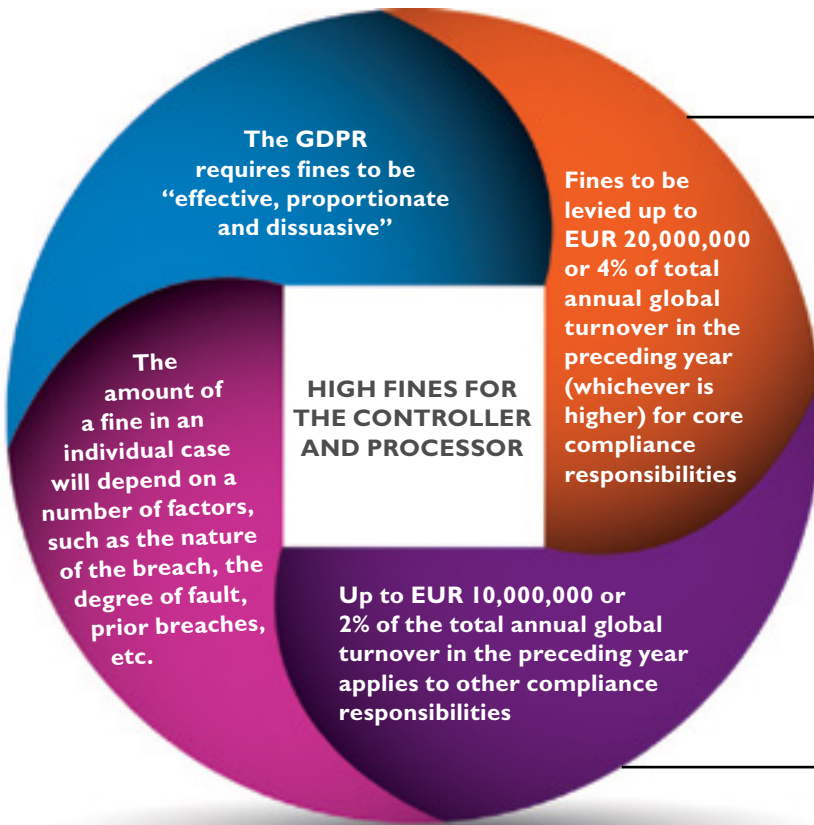 The GDPR
requires fines to be
“effective, proportionate
and dissuasive”
Fines to be
levied up to
EUR 20,000,000
or 4% of total
annual global
turnover in the
preceding year
(whichever is
higher) for core
compliance
responsibilities
HIGH FINES FOR
THE CONTROLLER
AND PROCESSOR
The
amount of
a fine in an
individual case
will depend on a
number of factors,
such as the nature
of the breach, the
degree of fault,
prior breaches,
etc.
Up to EUR 10,000,000 or
2% of the total annual global
turnover in the preceding year
applies to other compliance
responsibilities